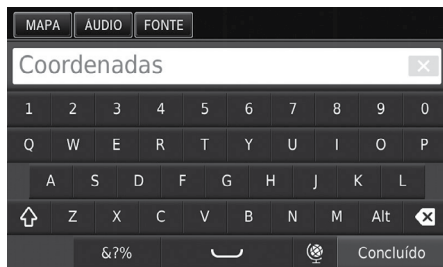 MAPA ÁUDIO FONTE
Coordenadas
1 2 3 4 5 6 7 8 9 0
Q W E R T Y U I O P
A S D F G H J K L
Z X C V B N M Alt
&?% Concluído